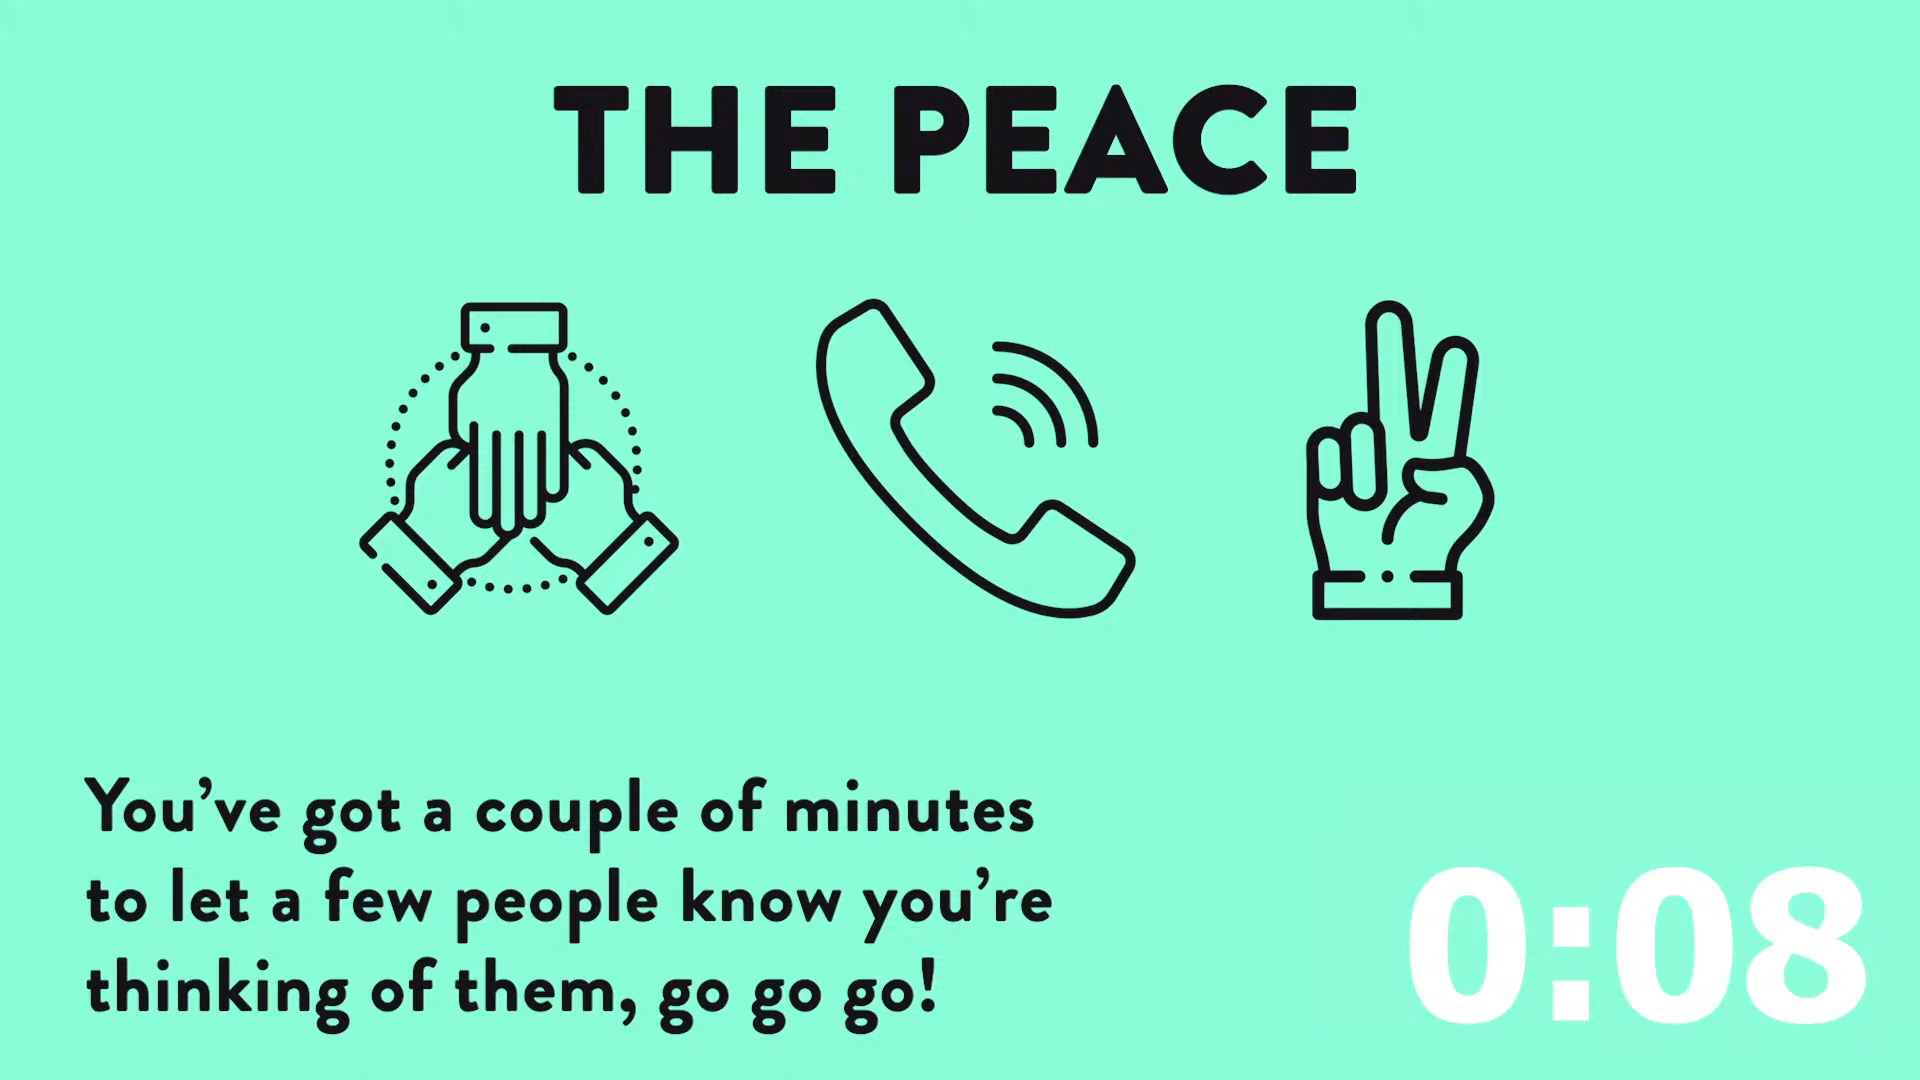 THE PEACE
You’ve got a couple of minutes
to let a few people know you’re
thinking of them, go go go!
0:08